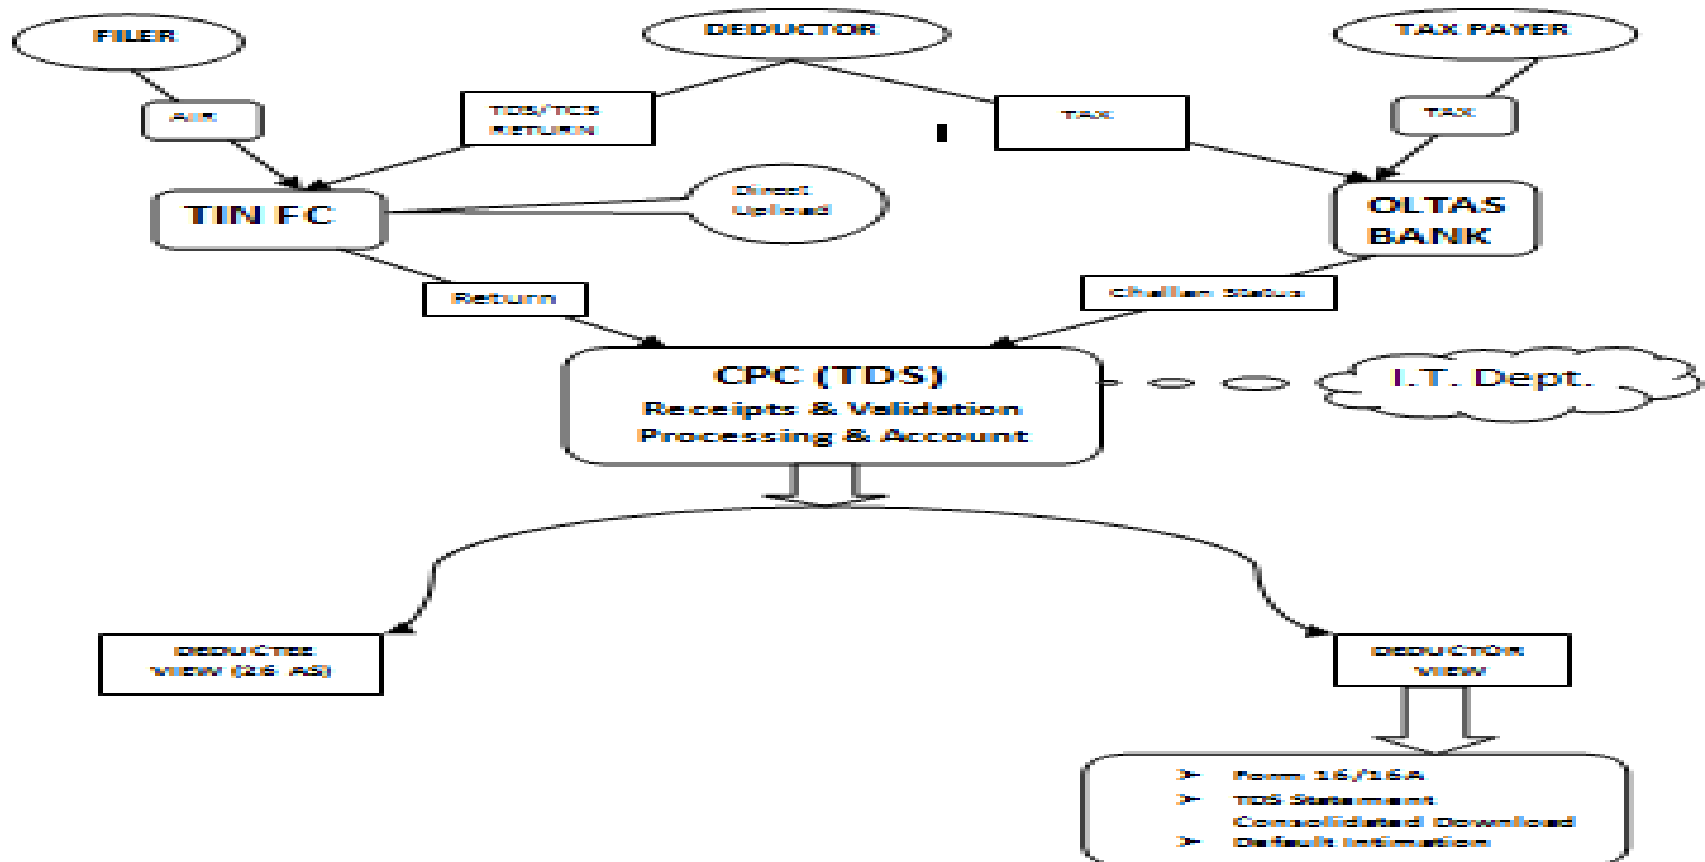 FILER
DEDUCTOR
TAX PAYER
AIR
TDS/TCS
RETURN
TAX
TAX
TIN FC
Direct
Upload
OLTAS
BANK
Return
Challan Status
CPC (TDS)
Receipts & Validation
Processing & Account
I.T. Dept.
DEDUCTEE
VIEW (26 AS)
DEDUCTOR
VIEW
➢ Form 16/16A
➢ TDS Statement
Consolidated Download
➢ Default Intimation